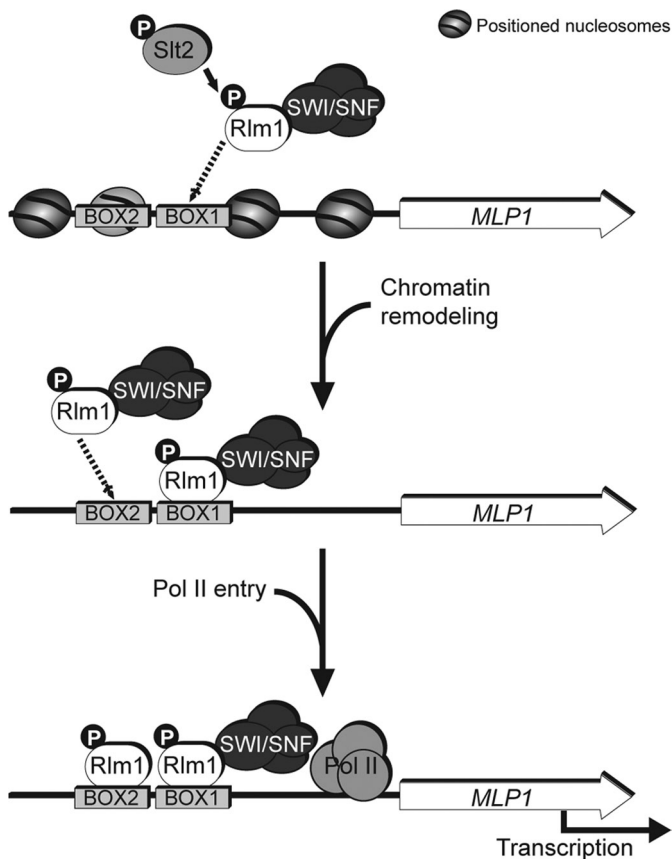 P
Slt2
Positioned nucleosomes
P
Rlm1
SWI/SNF
BOX2
BOX1
MLP1
Chromatin
remodeling
P
Rlm1
SWI/SNF
P
Rlm1
SWI/SNF
BOX2
BOX1
MLP1
Pol II entry
P
Rlm1
P
Rlm1
SWI/SNF
Pol II
BOX2
BOX1
MLP1
Transcription